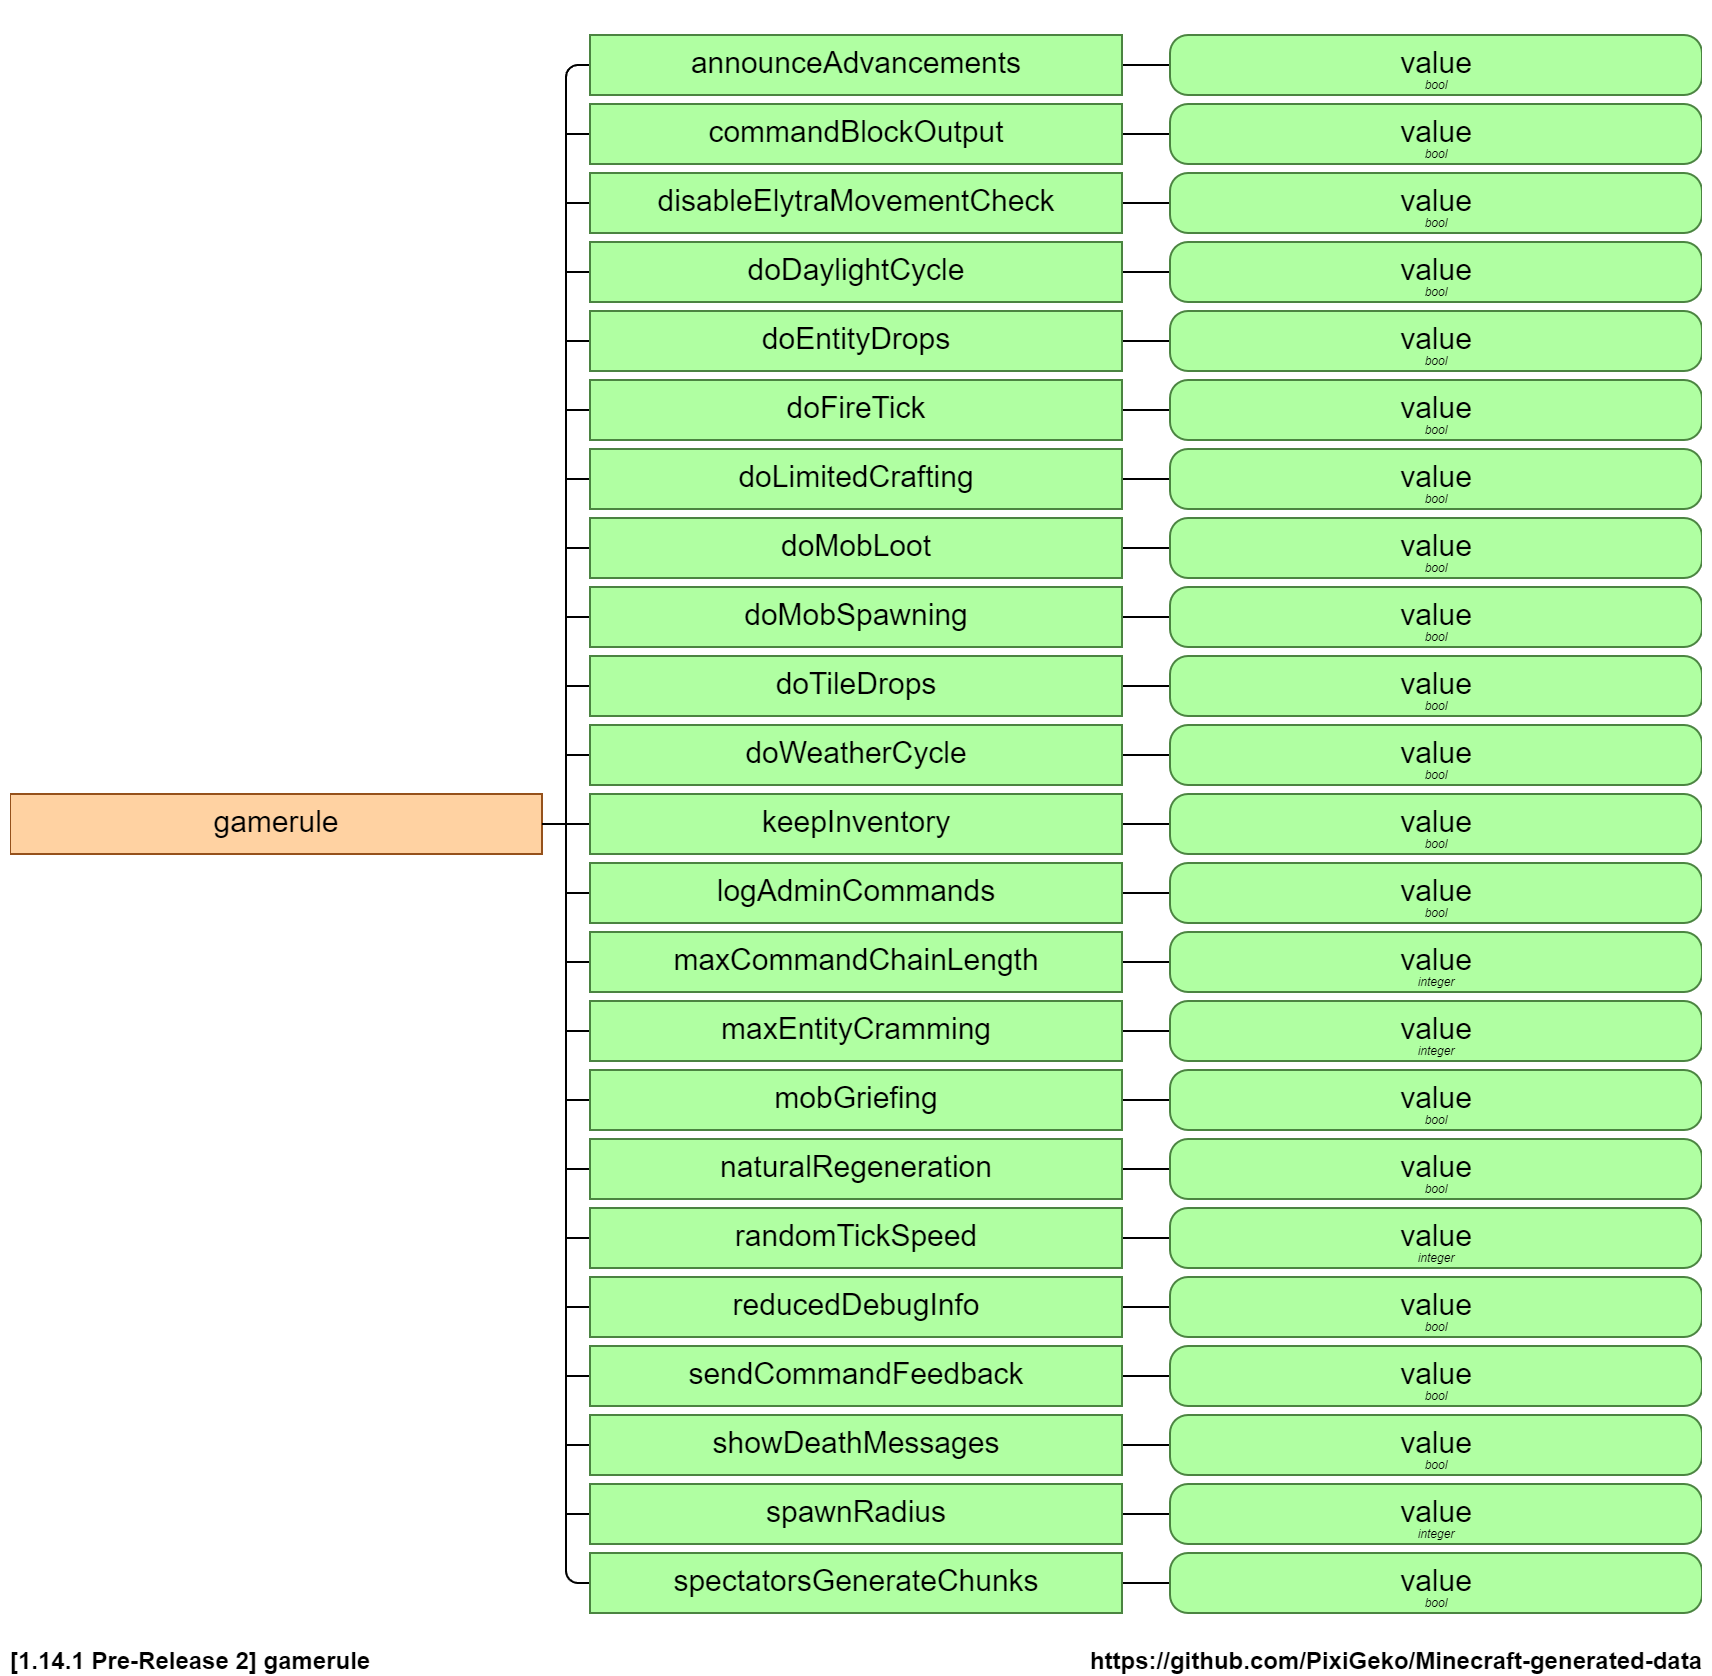 announceAdvancements
value
bool
commandBlockOutput
value
bool
disableElytraMovementCheck
value
bool
doDaylightCycle
value
bool
doEntityDrops
value
bool
doFireTick
value
bool
doLimitedCrafting
value
bool
doMobLoot
value
bool
doMobSpawning
value
bool
doTileDrops
value
bool
doWeatherCycle
value
bool
gamerule
keepInventory
value
bool
logAdminCommands
value
bool
maxCommandChainLength
value
integer
maxEntityCramming
value
integer
mobGriefing
value
bool
naturalRegeneration
value
bool
randomTickSpeed
value
integer
reducedDebugInfo
value
bool
sendCommandFeedback
value
bool
showDeathMessages
value
bool
spawnRadius
value
integer
spectatorsGenerateChunks
value
bool
[1.14.1 Pre-Release 2] gamerule
https://github.com/PixiGeko/Minecraft-generated-data